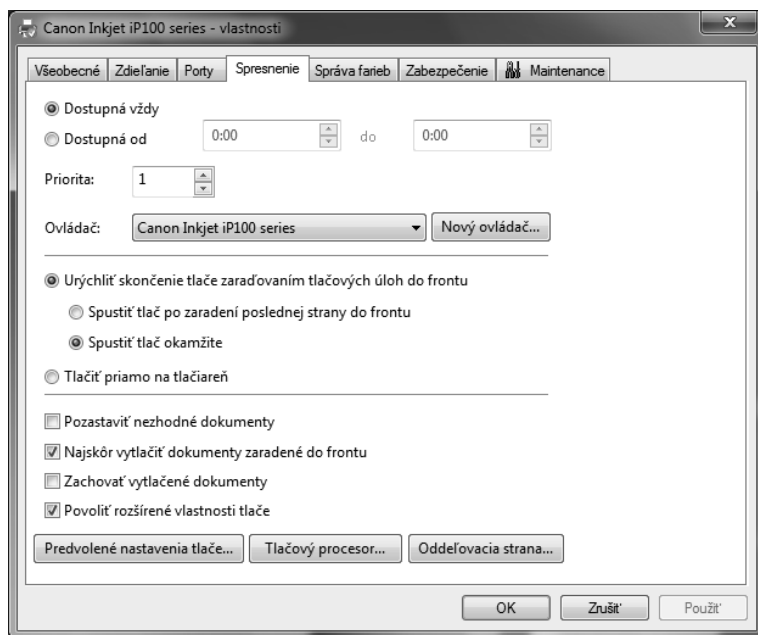 Canon Inkjet iP100 series - vlastnosti
Všeobecné Zdieľanie Porty Spresnenie Správa farieb Zabezpečenie Maintenance
Dostupná vždy
Dostupná od 0:00 do 0:00
Priorita: 1
Ovládač: Canon Inkjet iP100 series Nový ovládač...
Urýchliť skončenie tlače zaraďovaním tlačových úloh do frontu
Spustiť tlač po zaradení poslednej strany do frontu
Spustiť tlač okamžite
Tlačiť priamo na tlačiareň
Pozastaviť nezhodné dokumenty
Najskôr vytlačiť dokumenty zaradené do frontu
Zachovať vytlačené dokumenty
Povoliť rozšírené vlastnosti tlače
Predvolené nastavenia tlače... Tlačový procesor... Oddeľovacia strana...
OK Zrušiť Použiť